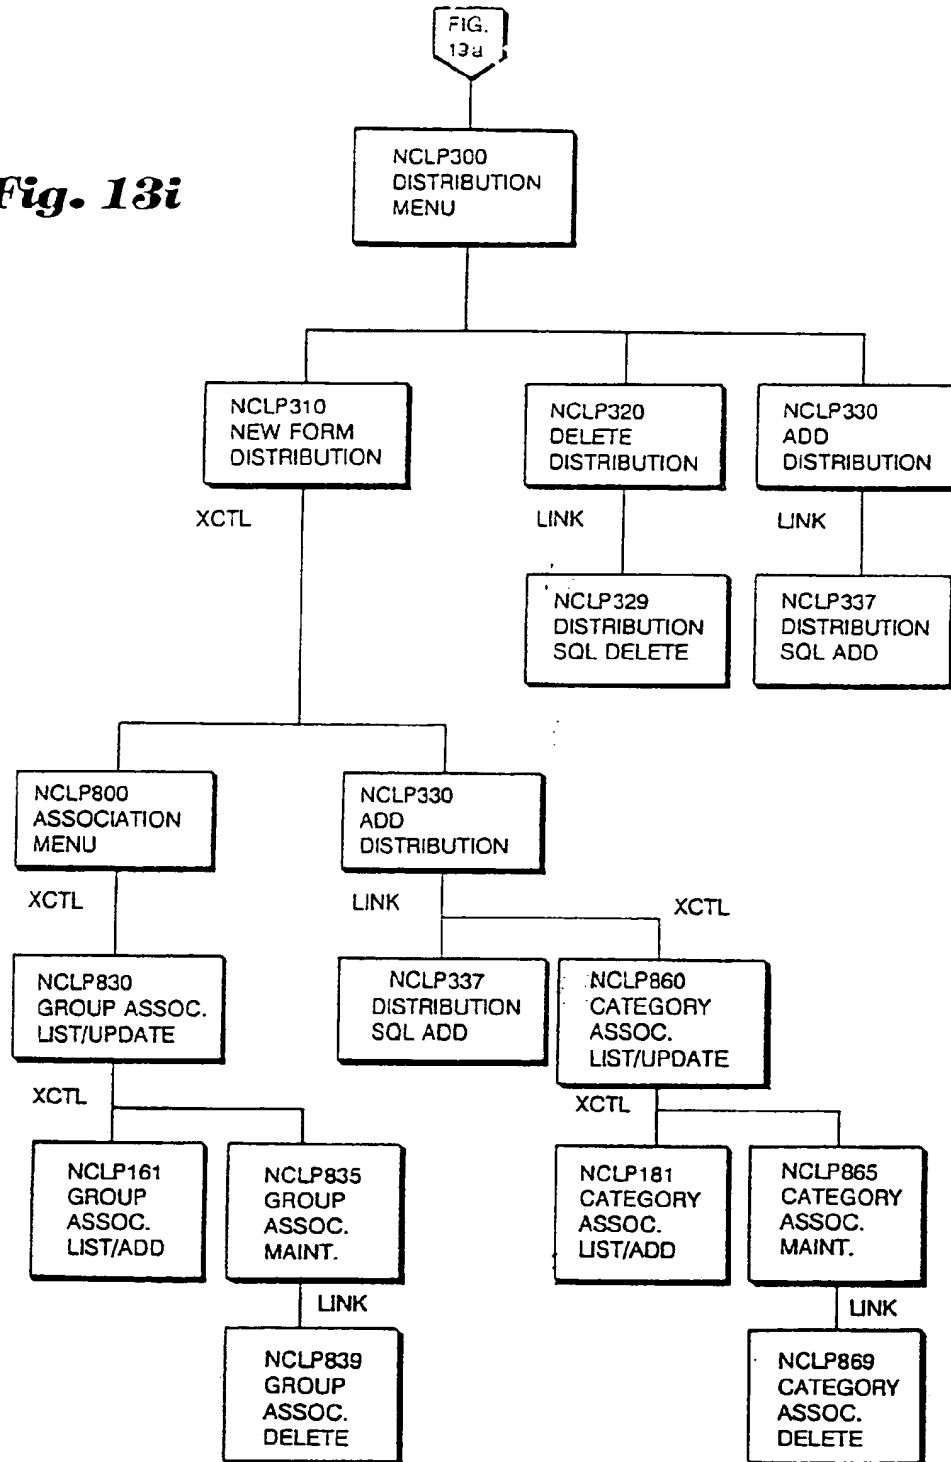 FIG.
13a
Fig. 13i
NCLP300
DISTRIBUTION
MENU
NCLP310
NEW FORM
DISTRIBUTION
NCLP320
DELETE
DISTRIBUTION
NCLP330
ADD
DISTRIBUTION
XCTL
LINK
LINK
NCLP329
DISTRIBUTION
SQL DELETE
NCLP337
DISTRIBUTION
SQL ADD
NCLP800
ASSOCIATION
MENU
NCLP330
ADD
DISTRIBUTION
XCTL
LINK
XCTL
NCLP830
GROUP ASSOC.
LIST/UPDATE
NCLP337
DISTRIBUTION
SQL ADD
NCLP860
CATEGORY
ASSOC.
LIST/UPDATE
XCTL
XCTL
NCLP161
GROUP
ASSOC.
LIST/ADD
NCLP835
GROUP
ASSOC.
MAINT.
NCLP181
CATEGORY
ASSOC.
LIST/ADD
NCLP865
CATEGORY
ASSOC.
MAINT.
LINK
LINK
NCLP839
GROUP
ASSOC.
DELETE
NCLP869
CATEGORY
ASSOC.
DELETE